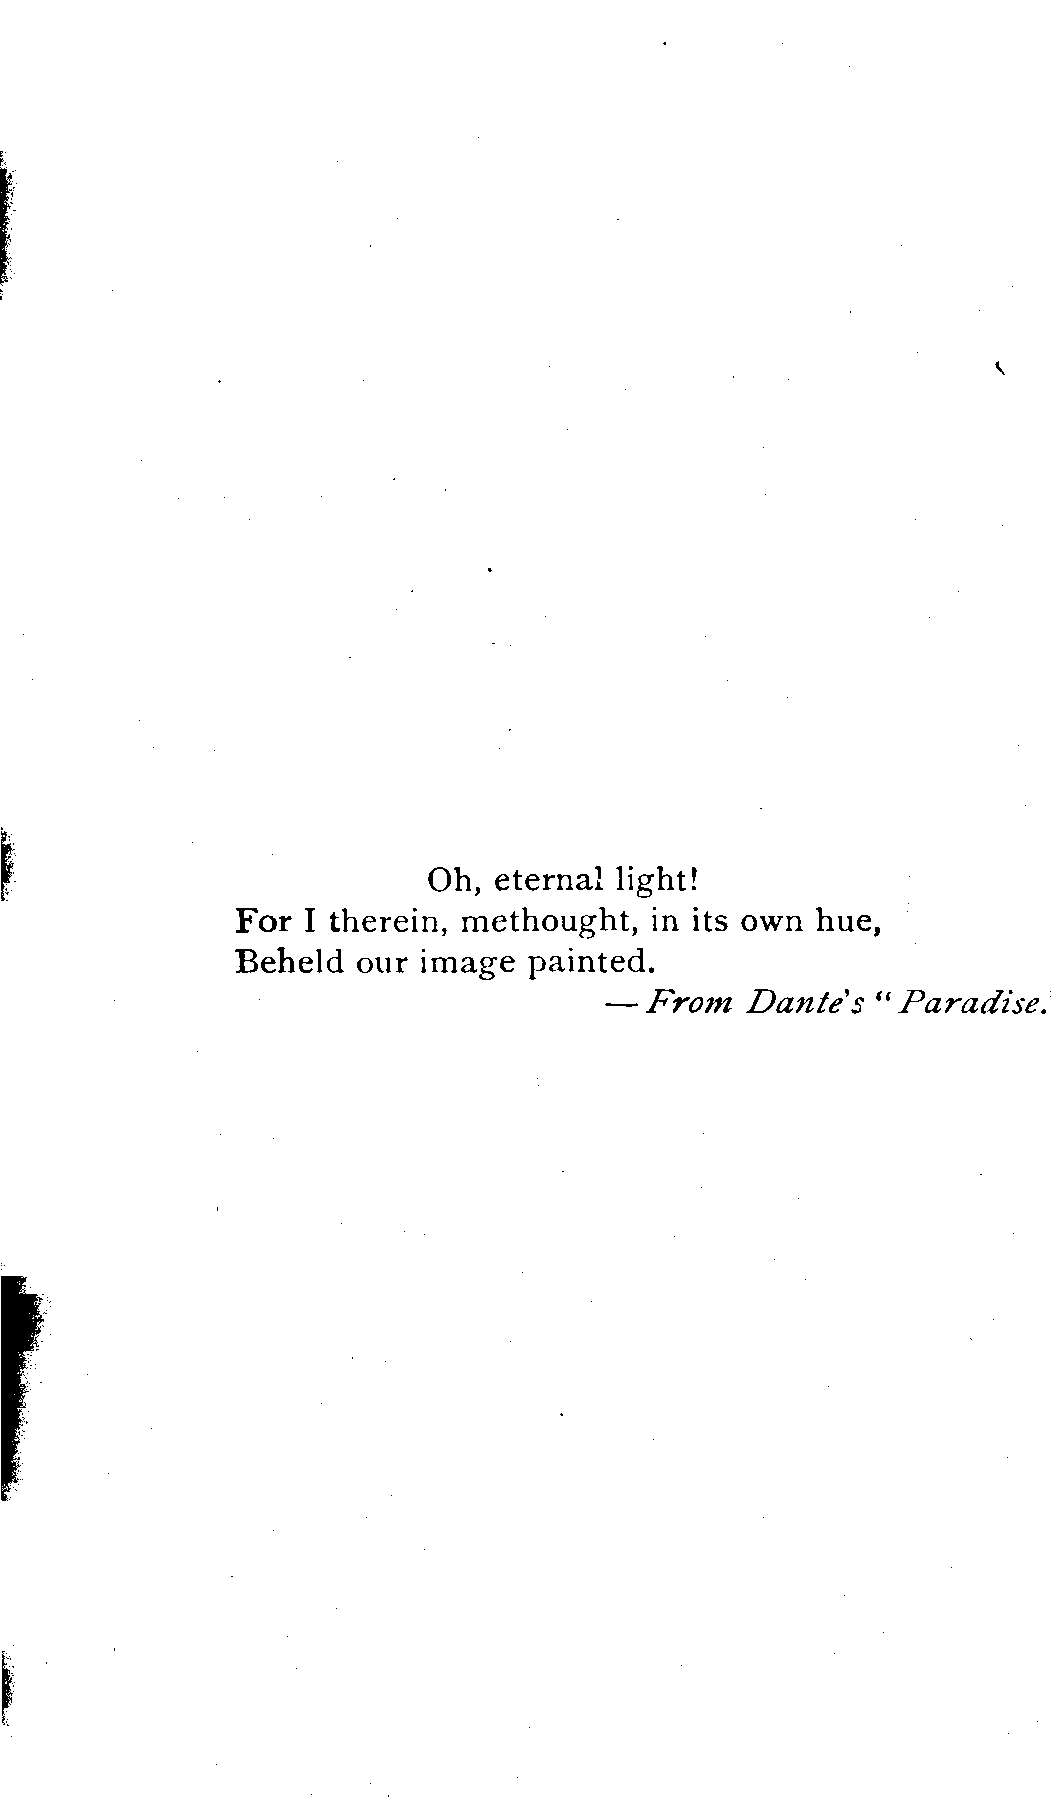 Oh, eternal light!
For I therein, methought, in its own hue,
Beheld our image painted.
— From Dante's "Paradise.